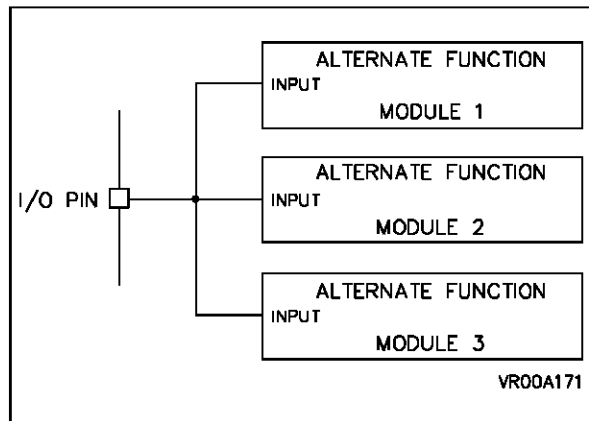 ALTERNATE FUNCTION
INPUT
MODULE 1
I/O PIN
ALTERNATE FUNCTION
INPUT
MODULE 2
ALTERNATE FUNCTION
INPUT
MODULE 3
VR00A171